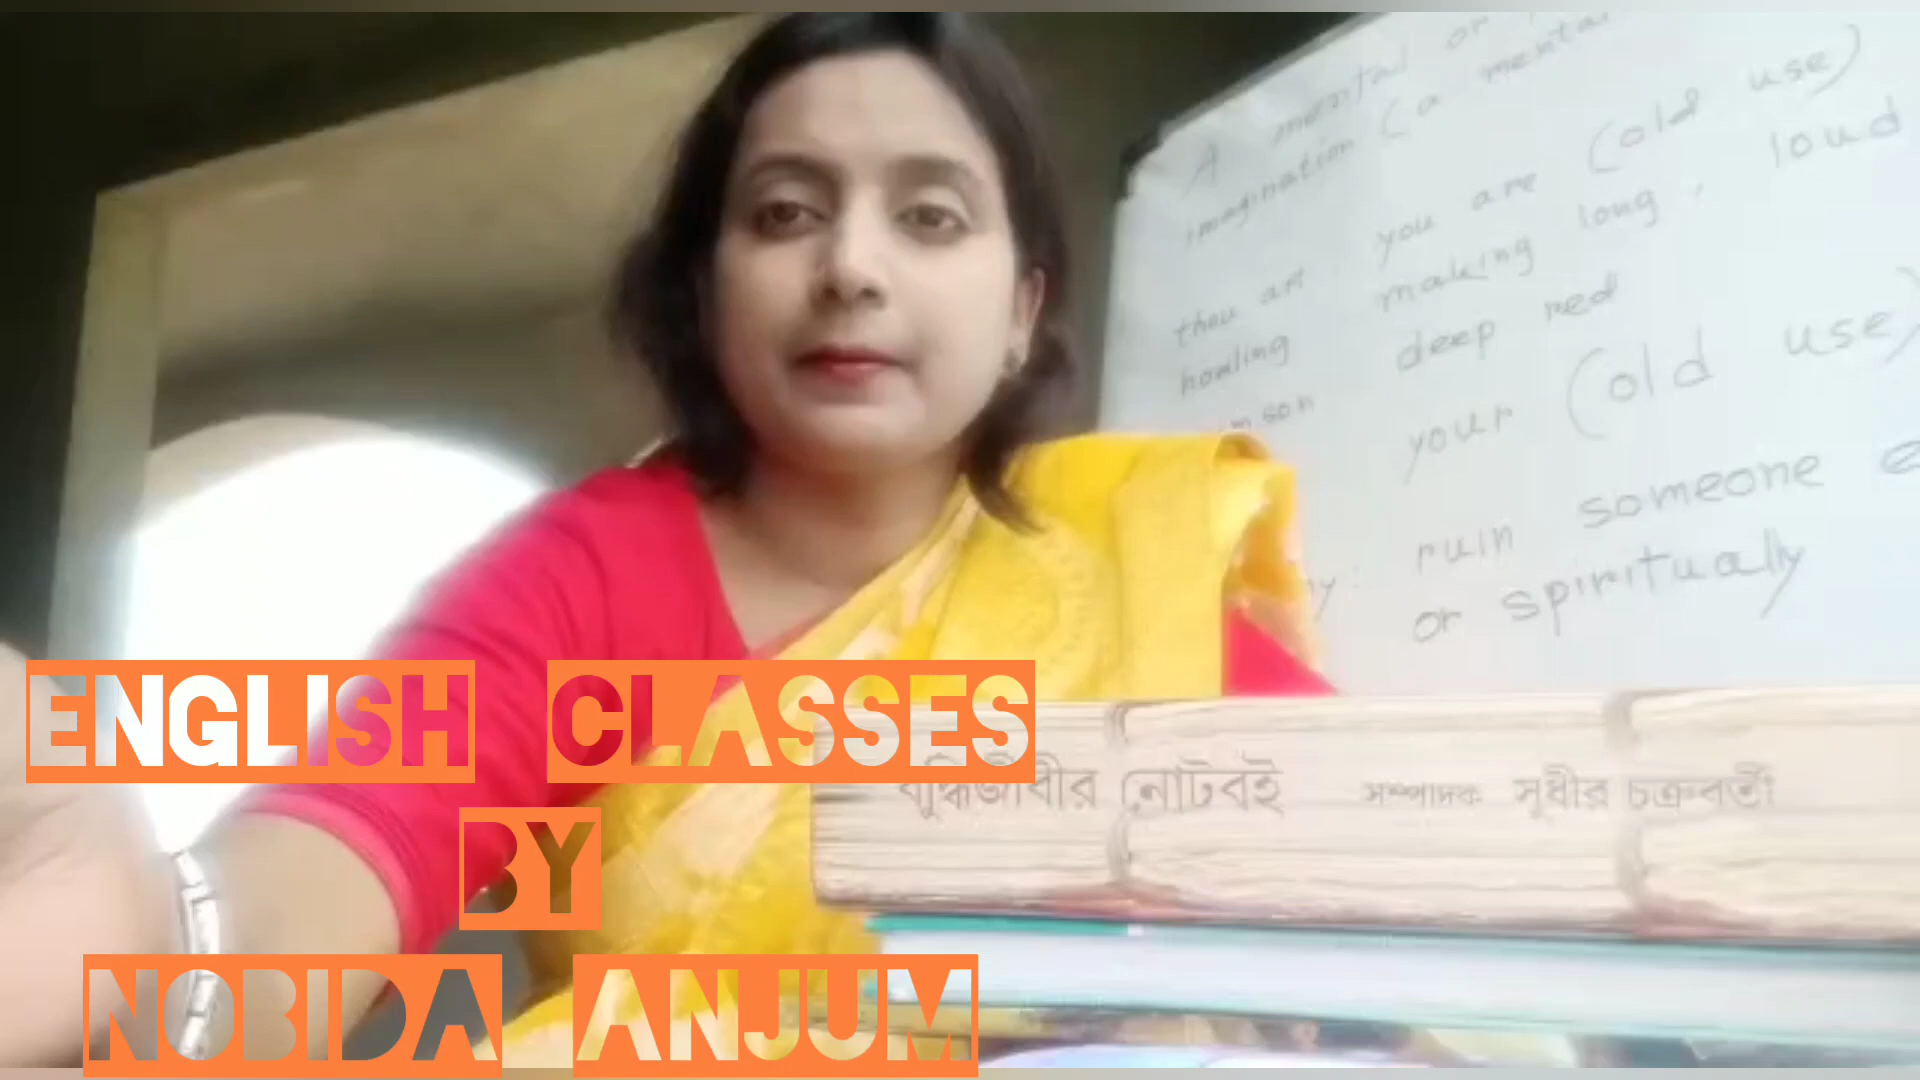 A mental or
imagination (a mental
thou art you are (old use)
howling making long, loud
deep red
your (old use)
ruin someone
or spiritually
বুদ্ধিজীবীর নোটবই সম্পাদক সুধীর চক্রবর্তী
ENGLISH CLASSES
BY
NOBIDA ANJUM